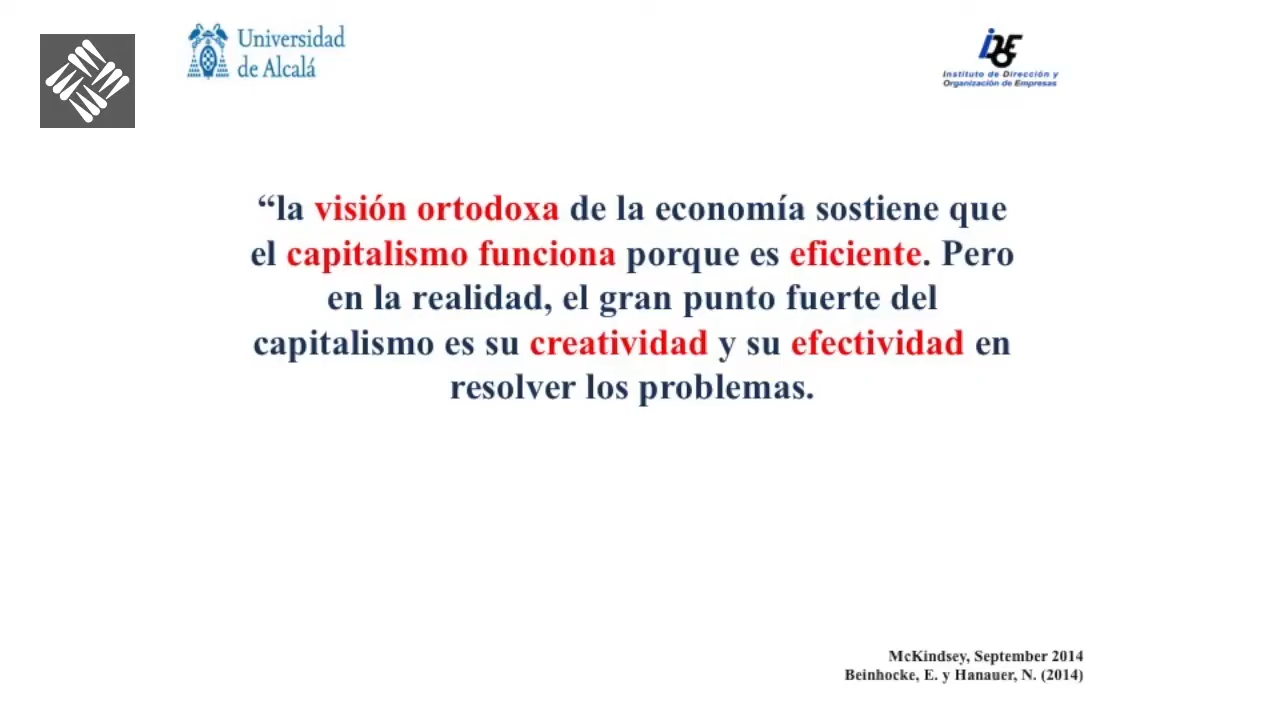 Universidad
de Alcalá
Instituto de Dirección y
Organización de Empresas
“la visión ortodoxa de la economía sostiene que
el capitalismo funciona porque es eficiente. Pero
en la realidad, el gran punto fuerte del
capitalismo es su creatividad y su efectividad en
resolver los problemas.
McKindsey, September 2014
Beinhocke, E. y Hanauer, N. (2014)